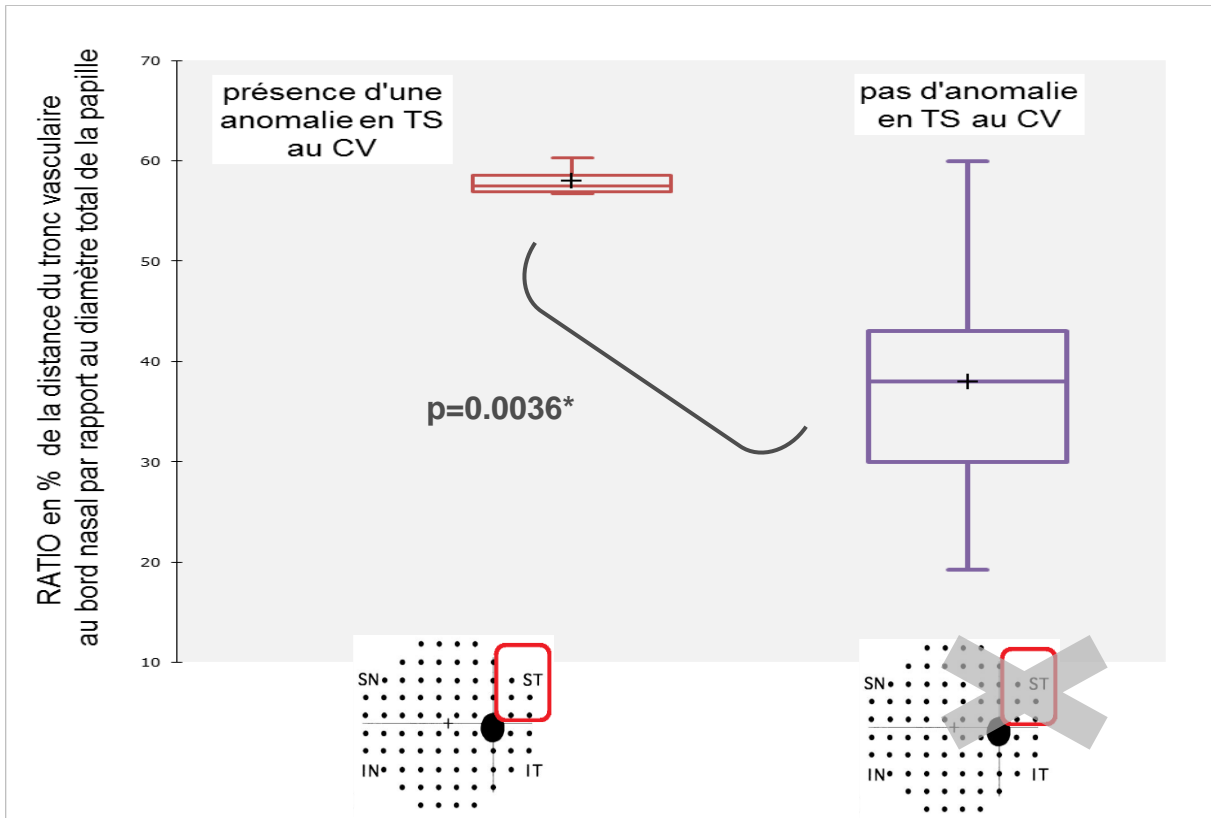 RATIO en % de la distance du tronc vasculaire
au bord nasal par rapport au diamètre total de la papille
70
60
50
40
30
20
10
présence d'une
anomalie en TS
au CV
pas d'anomalie
en TS au CV
p=0.0036*
SN
ST
IN
IT
SN
ST
IN
IT